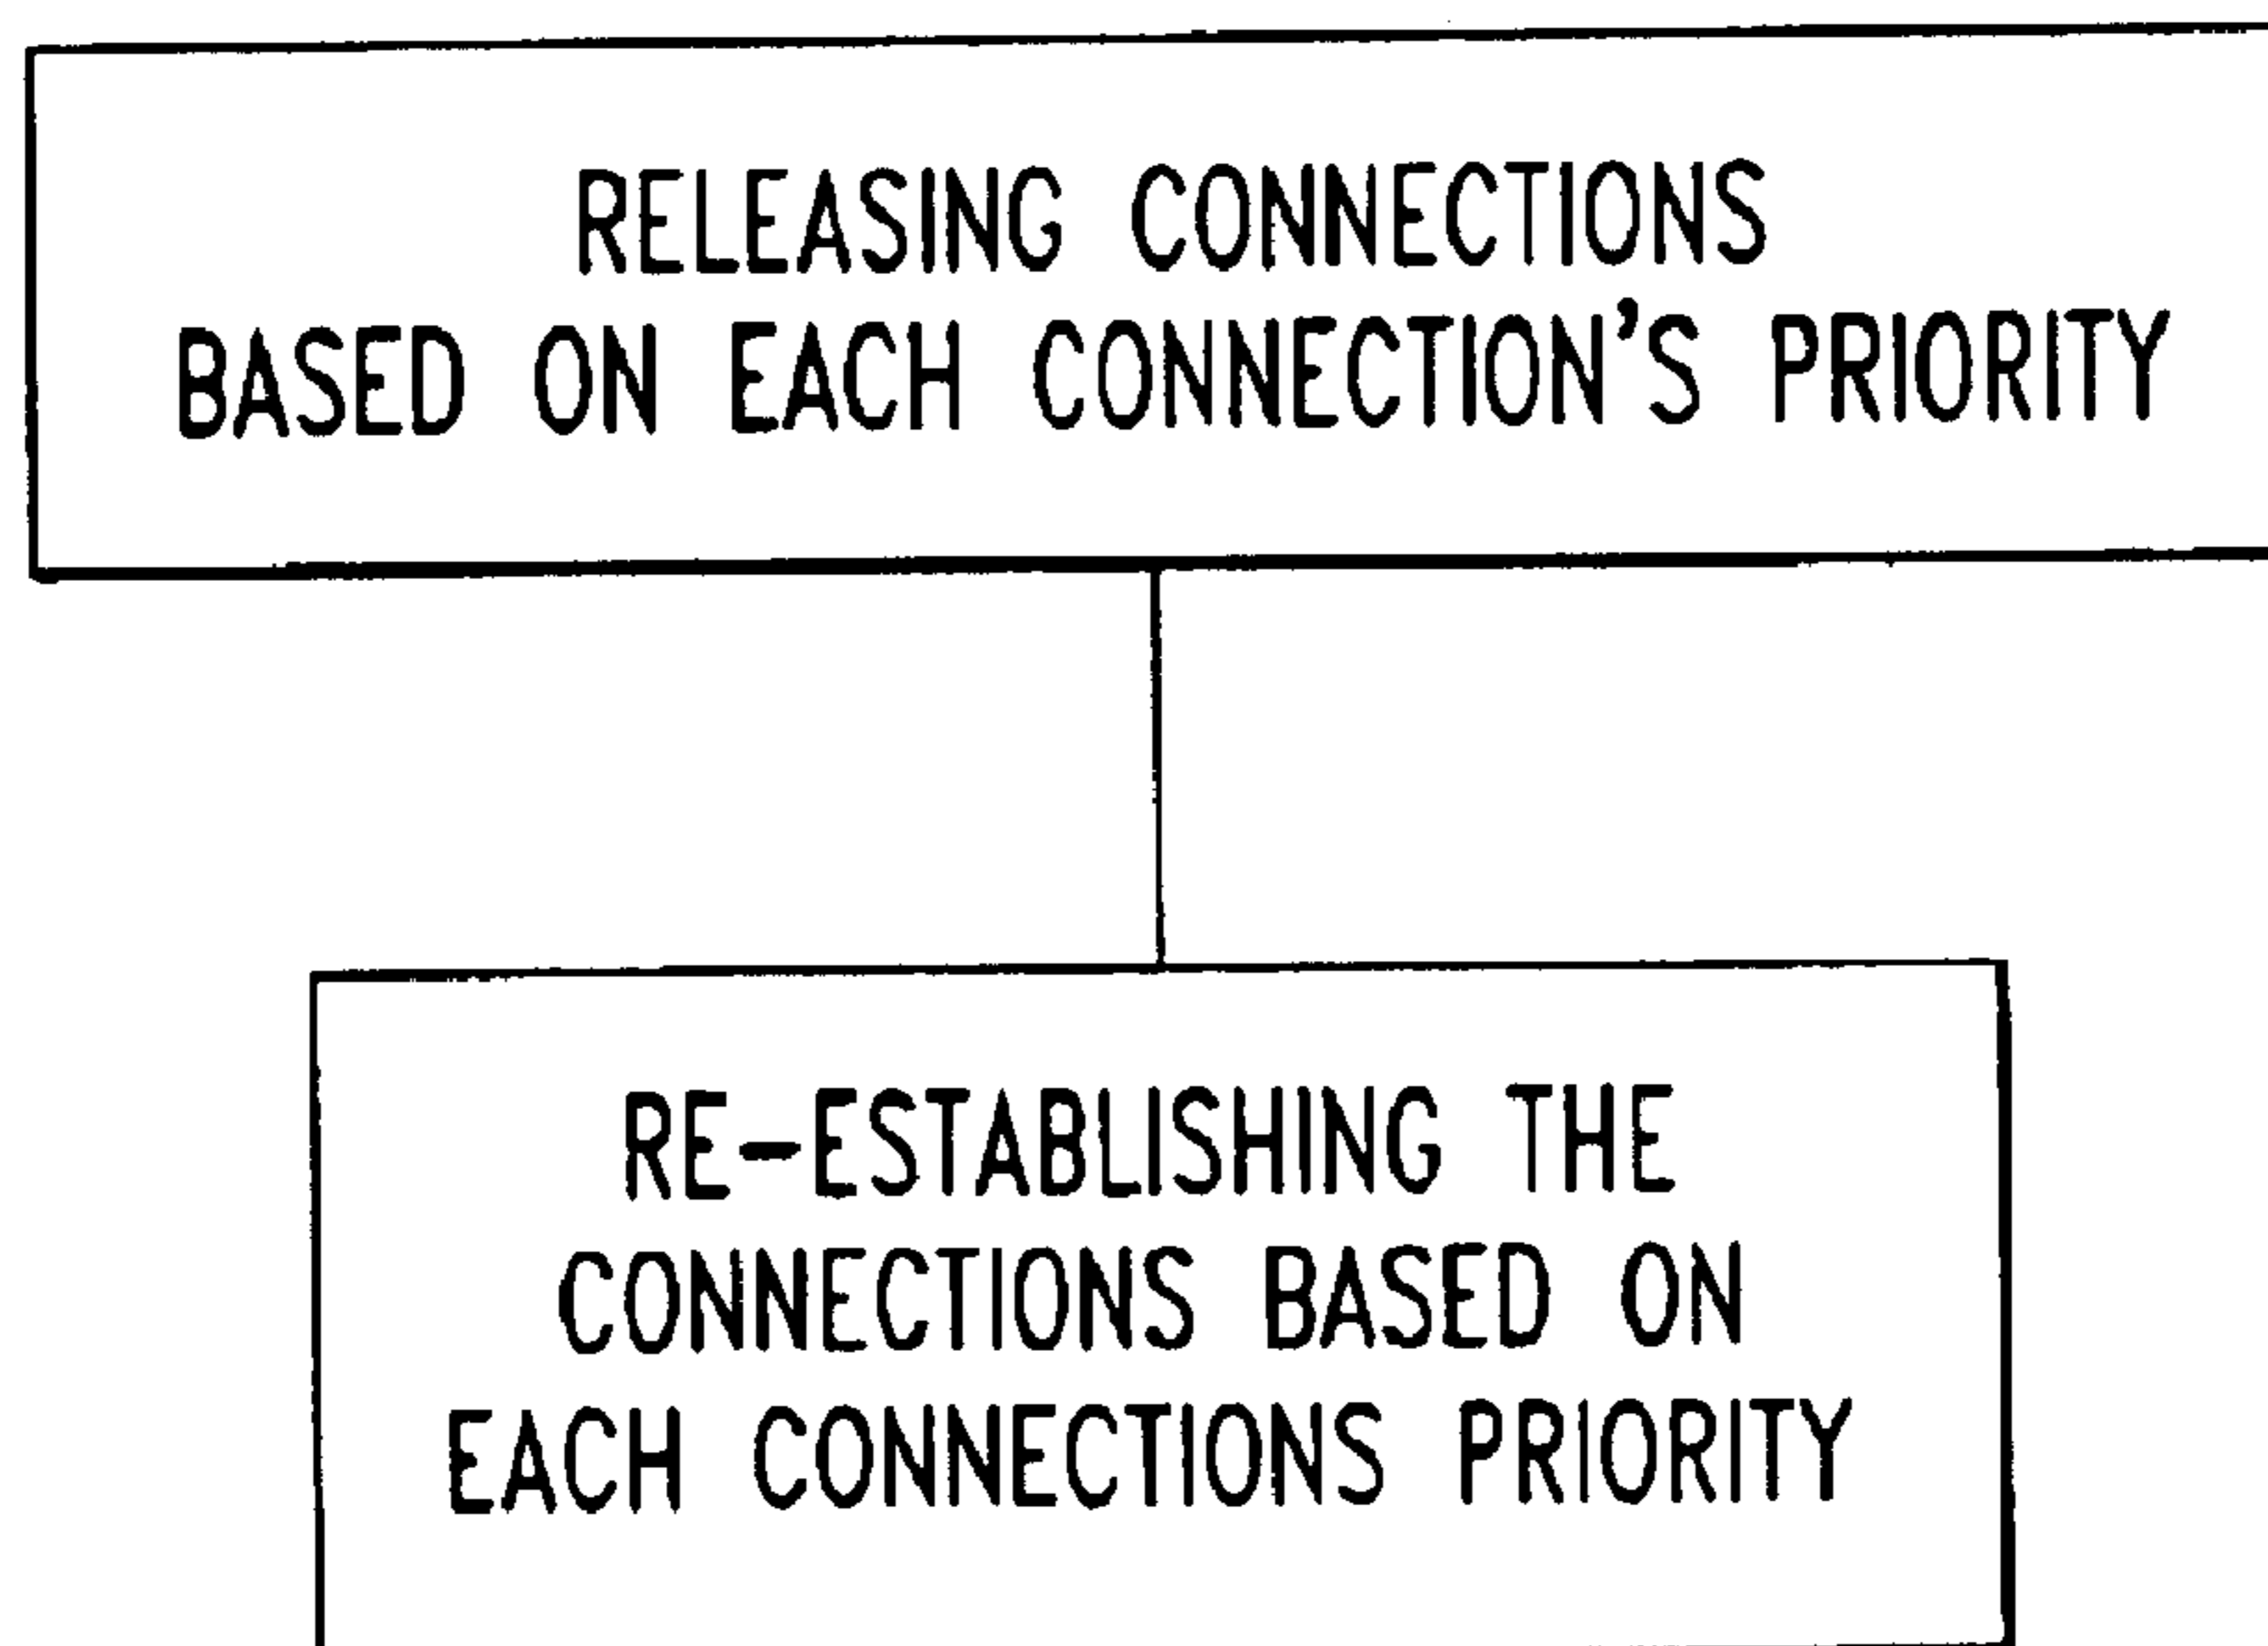 RELEASING CONNECTIONS
BASED ON EACH CONNECTION'S PRIORITY
RE-ESTABLISHING THE
CONNECTIONS BASED ON
EACH CONNECTIONS PRIORITY